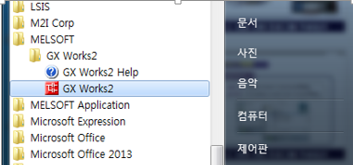 LSIS
M2I Corp
MELSOFT
GX Works2
GX Works2 Help
GX Works2
MELSOFT Application
Microsoft Expression
Microsoft Office
Microsoft Office 2013
문서
사진
음악
컴퓨터
제어판